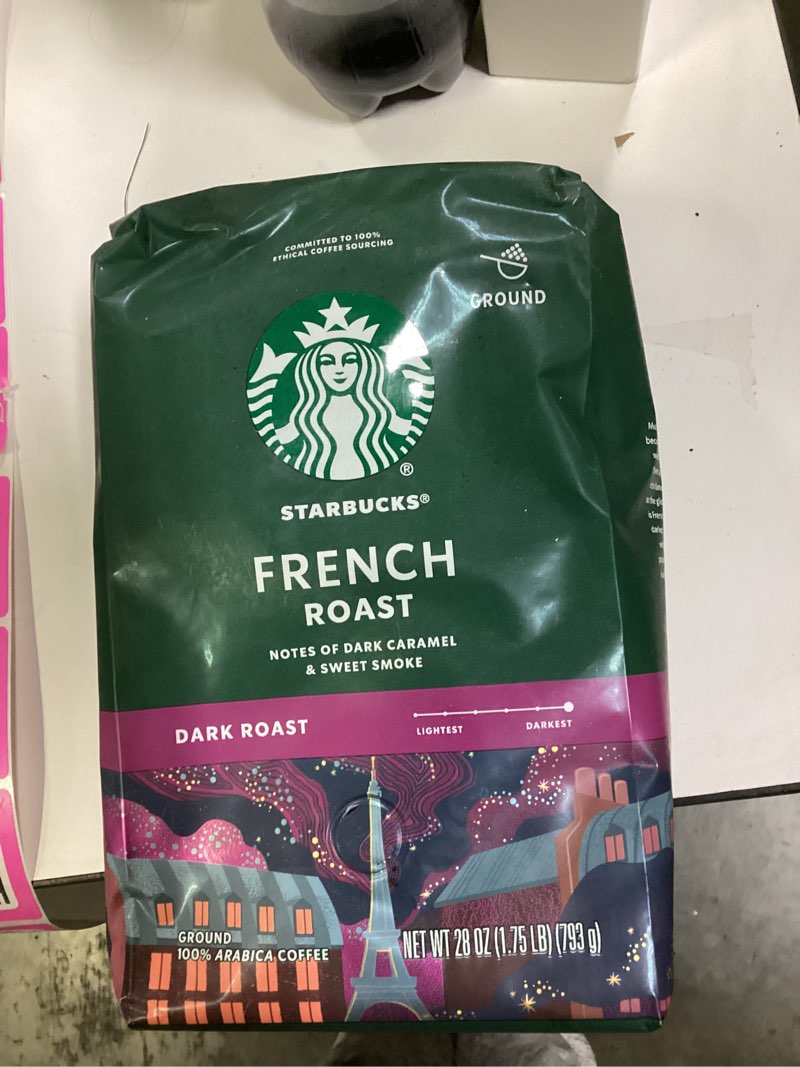 COMMITTED TO 100%
ETHICAL COFFEE SOURCING
GROUND
®
STARBUCKS®
FRENCH
ROAST
NOTES OF DARK CARAMEL
& SWEET SMOKE
DARK ROAST
LIGHTEST DARKEST
GROUND
100% ARABICA COFFEE
NET WT 28 OZ (1.75 LB) (793 g)